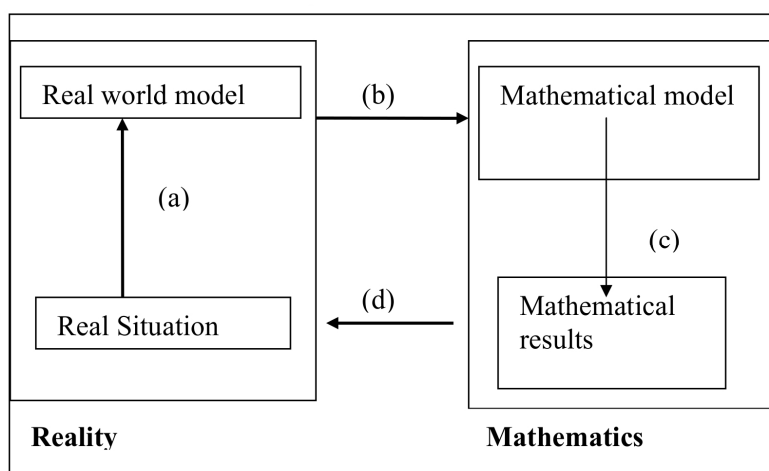 Real world model
(b)
Mathematical model
(a)
(c)
(d)
Real Situation
Mathematical
results
Reality
Mathematics